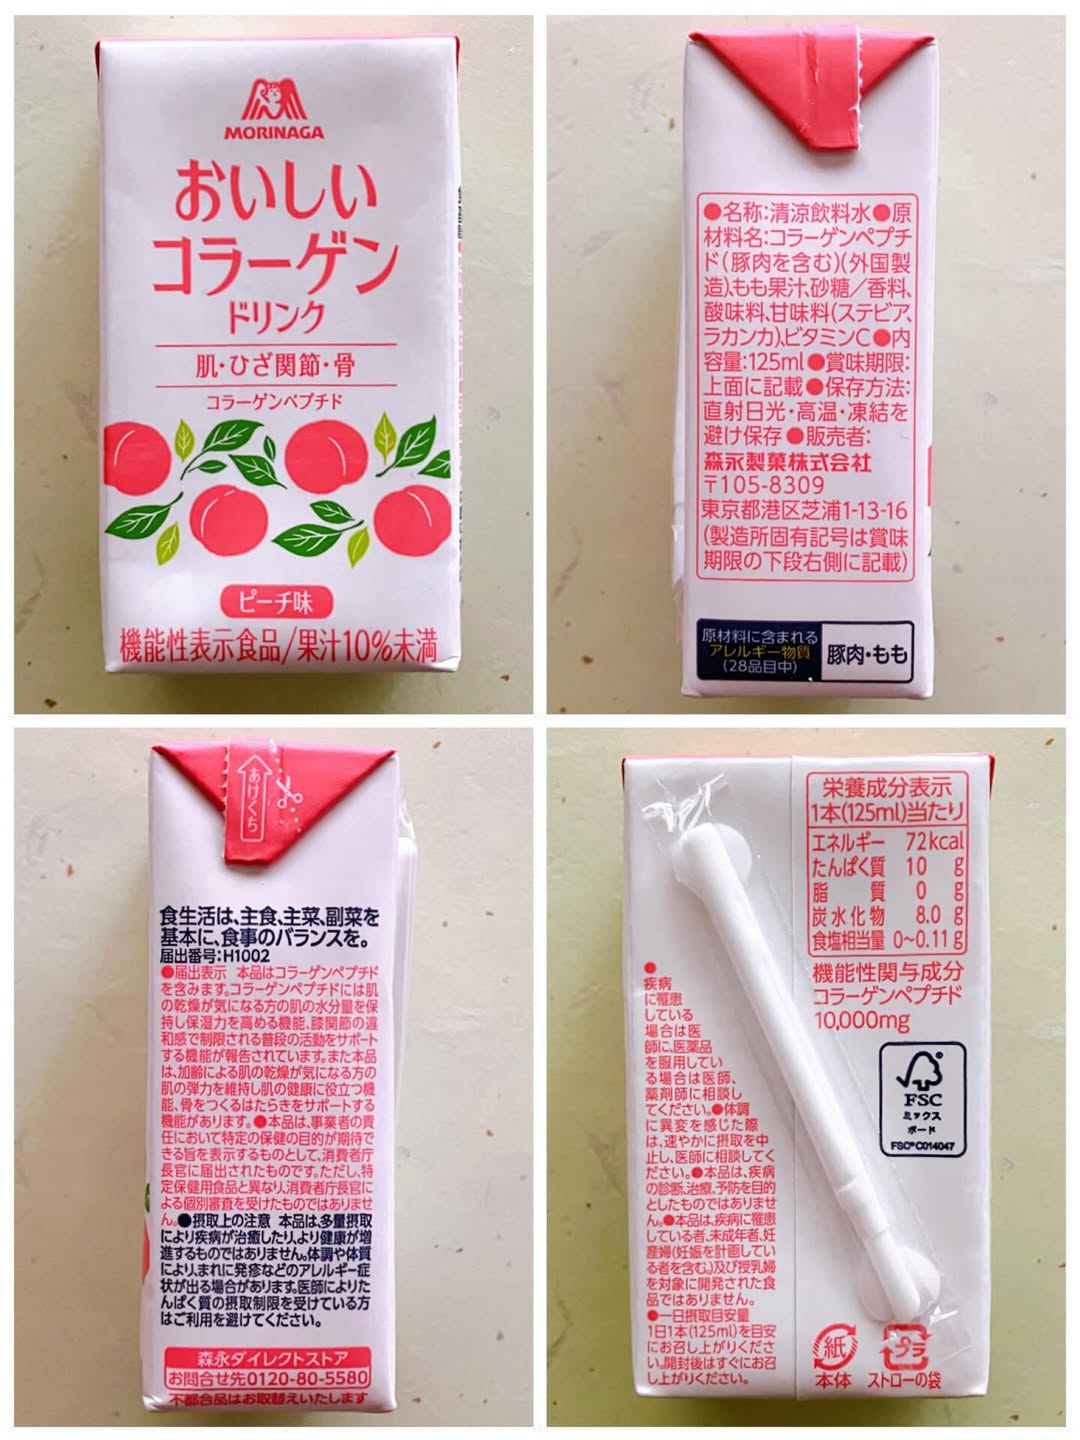 MORINAGA
おいしい
コラーゲン
ドリンク
肌・ひざ関節・骨
コラーゲンペプチド
ピーチ味
機能性表示食品/果汁10%未満
●名称:清涼飲料水●原
材料名:コラーゲンペプチ
ド(豚肉を含む)(外国製
造)、もも果汁、砂糖/香料、
酸味料、甘味料(ステビア、
ラカンカ)、ビタミンC●内
容量:125ml●賞味期限:
上面に記載●保存方法:
直射日光・高温・凍結を
避け保存●販売者:
森永製菓株式会社
〒105-8309
東京都港区芝浦1-13-16
(製造所固有記号は賞味
期限の下段右側に記載)
原材料に含まれる
アレルギー物質
(28品目中)
豚肉・もも
あけくち
食生活は、主食、主菜、副菜を
基本に、食事のバランスを。
届出番号:H1002
●届出表示 本品はコラーゲンペプチド
を含みます。コラーゲンペプチドには肌
の乾燥が気になる方の肌の水分量を保
持し保湿力を高める機能、膝関節の違
和感で制限される普段の活動をサポート
する機能が報告されています。また本品
は、加齢による肌の乾燥が気になる方の
肌の弾力を維持し肌の健康に役立つ機
能、骨をつくるはたらきをサポートする
機能があります。●本品は、事業者の責
任において特定の保健の目的が期待で
きる旨を表示するものとして、消費者庁
長官に届出されたものです。ただし、特
定保健用食品と異なり、消費者庁長官に
よる個別審査を受けたものではありませ
ん。●摂取上の注意 本品は、多量摂取
により疾病が治癒したり、より健康が増
進するものではありません。体調や体質
により、まれに発疹などのアレルギー症
状が出る場合があります。医師によりた
んぱく質の摂取制限を受けている方
はご利用を避けてください。
森永ダイレクトストア
お問合せ先0120-80-5580
不都合品はお取替えいたします
栄養成分表示
1本(125ml)当たり
エネルギー 72kcal
たんぱく質 10 g
脂質 0 g
炭水化物 8.0 g
食塩相当量 0~0.11g
機能性関与成分
コラーゲンペプチド
10,000mg
FSC
ミックス
ボード
FSC® C014047
●
疾病
に罹患
している
場合は医
師に、医薬品
を服用してい
る場合は医師、
薬剤師に相談し
てください。●体調
に異変を感じた際
は、速やかに摂取を中
止し、医師に相談してく
ださい。●本品は、疾病
の診断、治療、予防を目的
としたものではありませ
ん。●本品は、疾病に罹患
している者、未成年者、妊
産婦(妊娠を計画してい
る者を含む。)及び授乳婦
を対象に開発された食
品ではありません。
●一日摂取目安量
1日1本(125ml)を目安
にお召し上がりくださ
い。開封後はすぐにお召
し上がりください。
紙
本体
プラ
ストローの袋